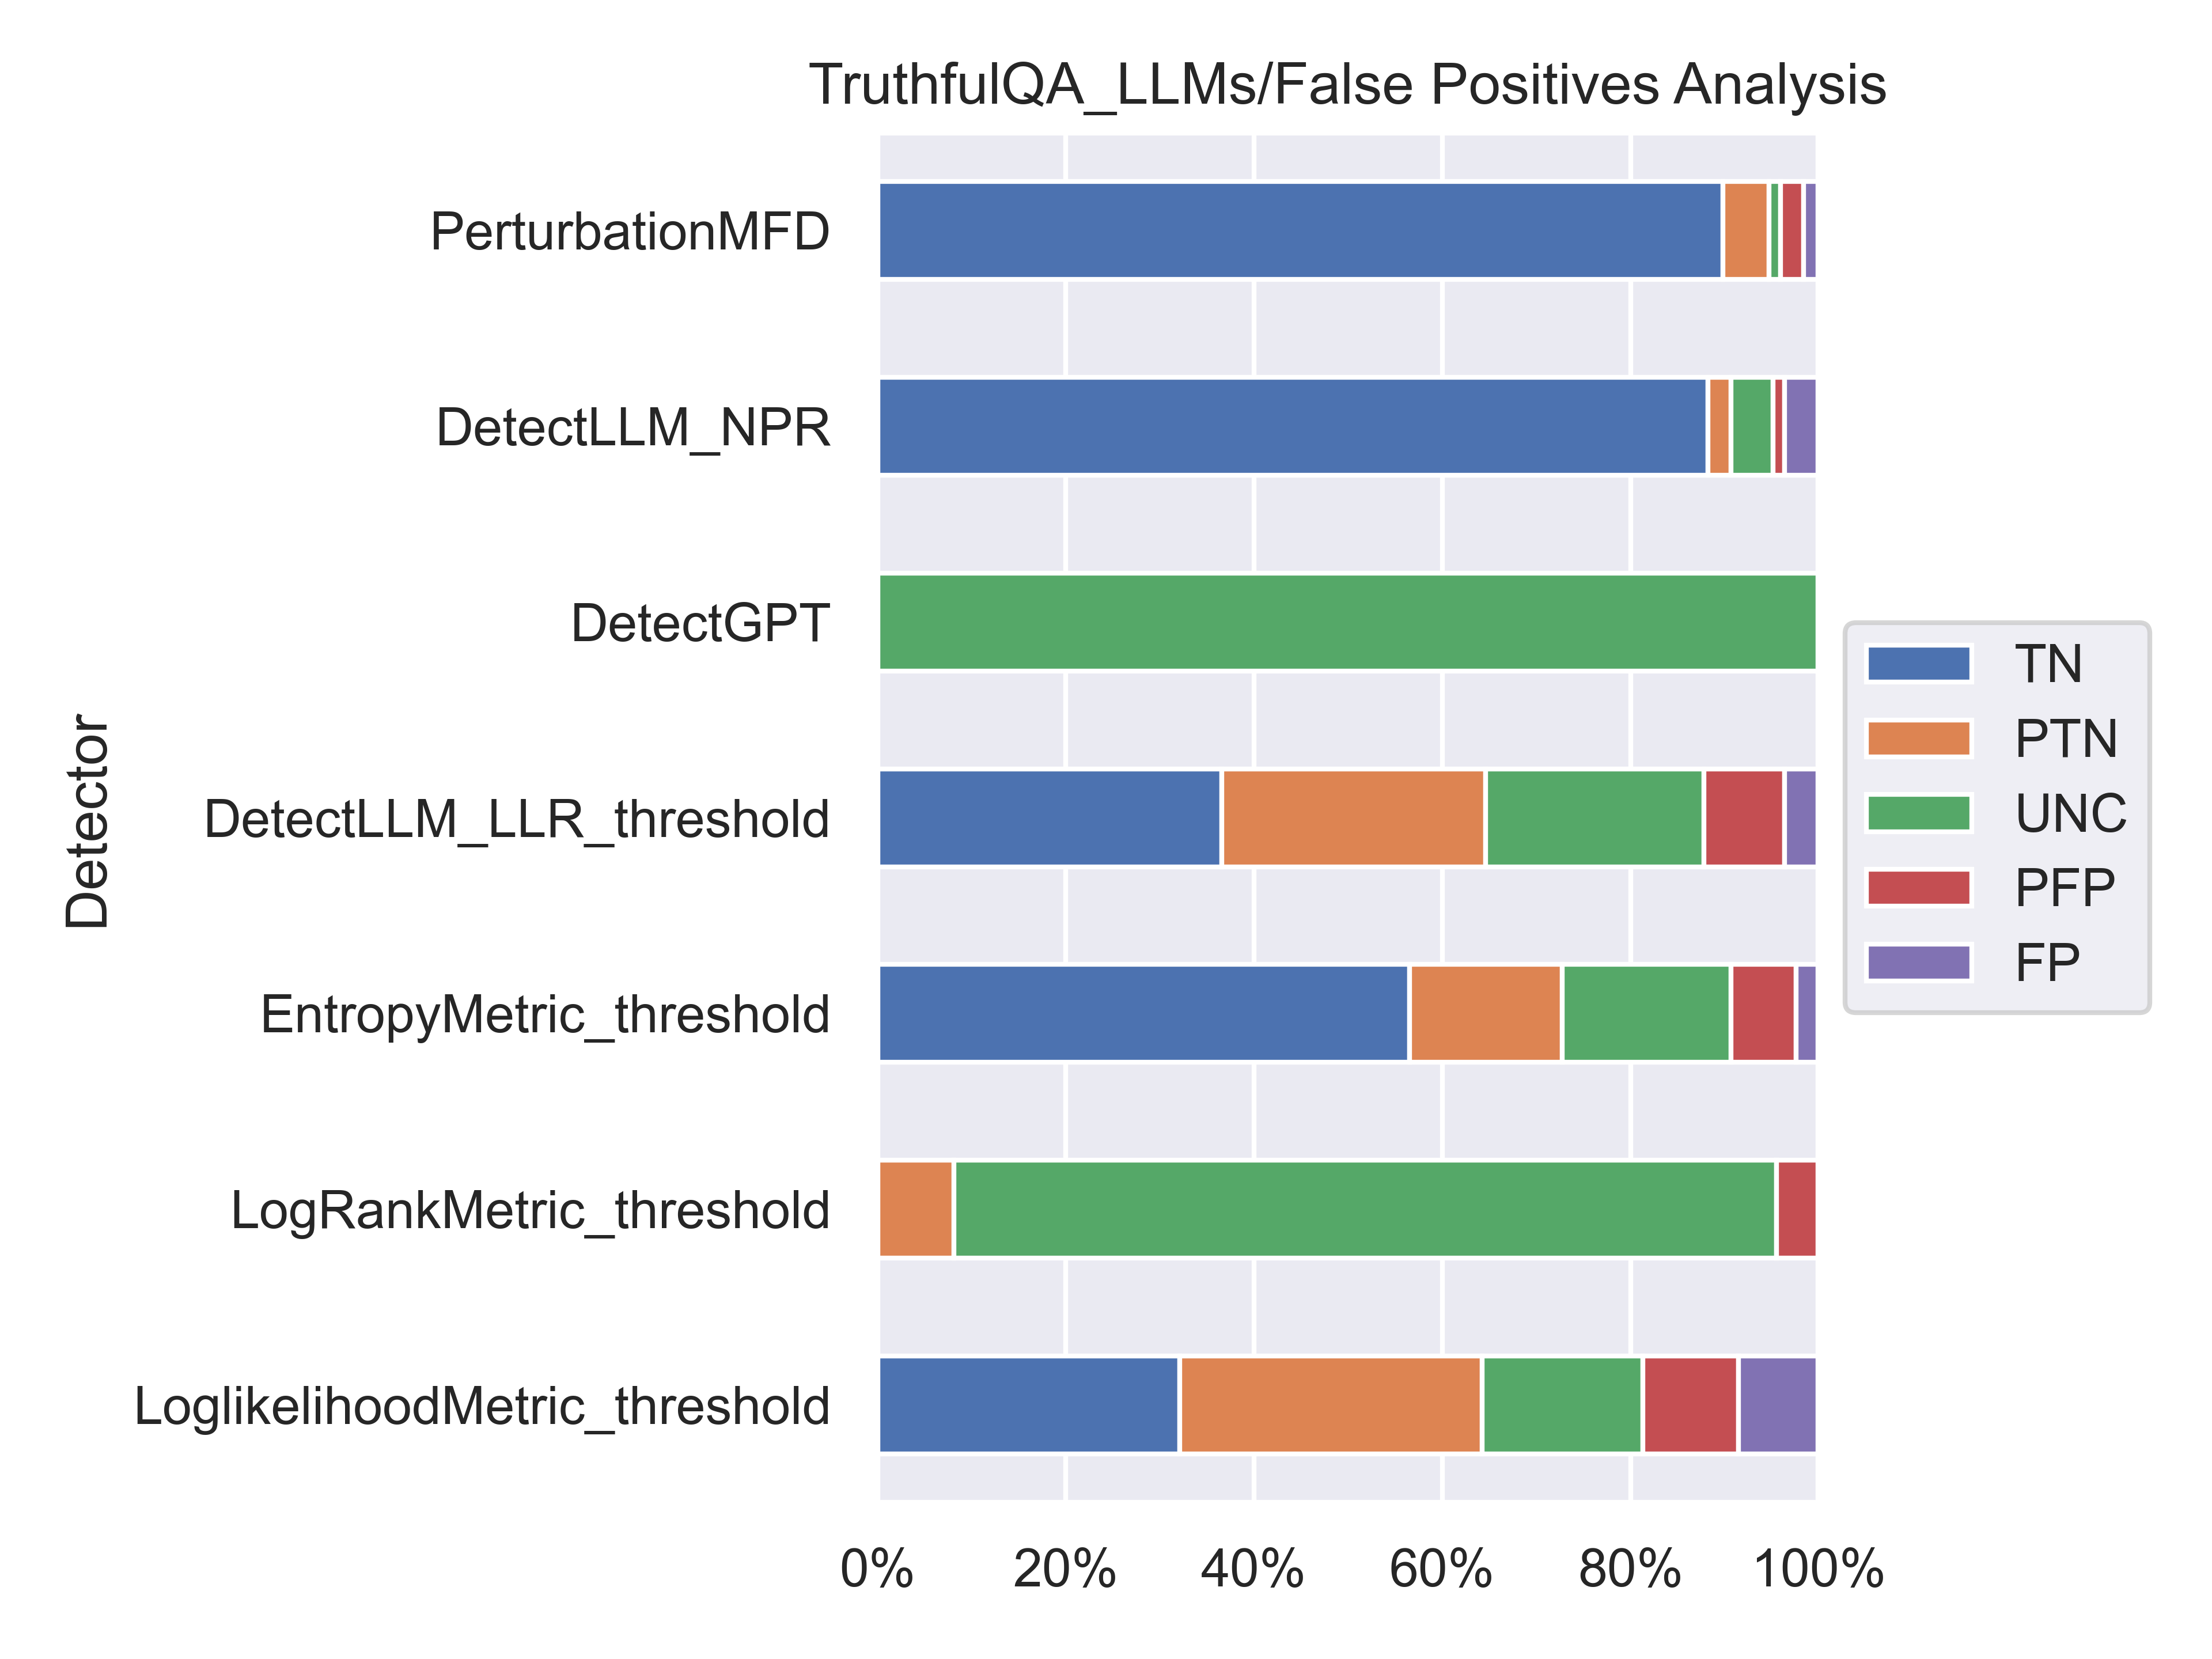 TruthfulQA_LLMs/False Positives Analysis
PerturbationMFD
DetectLLM_NPR
DetectGPT
DetectLLM_LLR_threshold
EntropyMetric_threshold
LogRankMetric_threshold
LoglikelihoodMetric_threshold
Detector
0% 20% 40% 60% 80% 100%
TN
PTN
UNC
PFP
FP